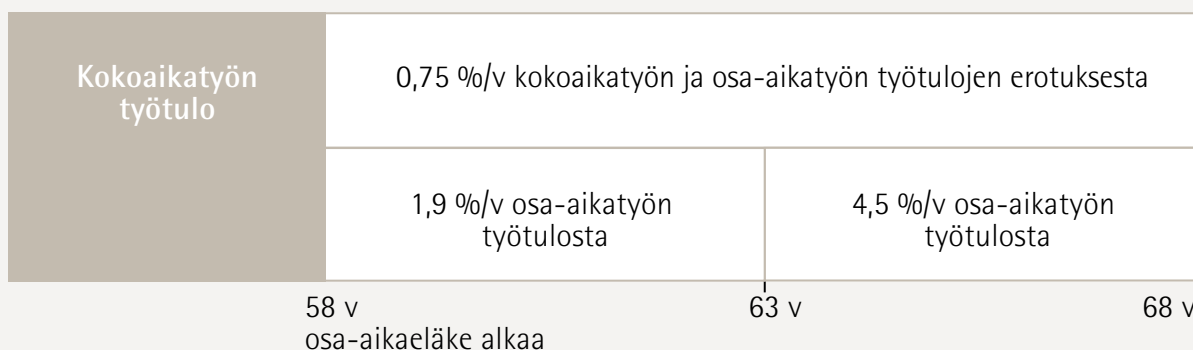 Kokoaikatyön
työtulo
0,75 %/v kokoaikatyön ja osa-aikatyön työtulojen erotuksesta
1,9 %/v osa-aikatyön
työtulosta
4,5 %/v osa-aikatyön
työtulosta
58 v
osa-aikaeläke alkaa
63 v
68 v